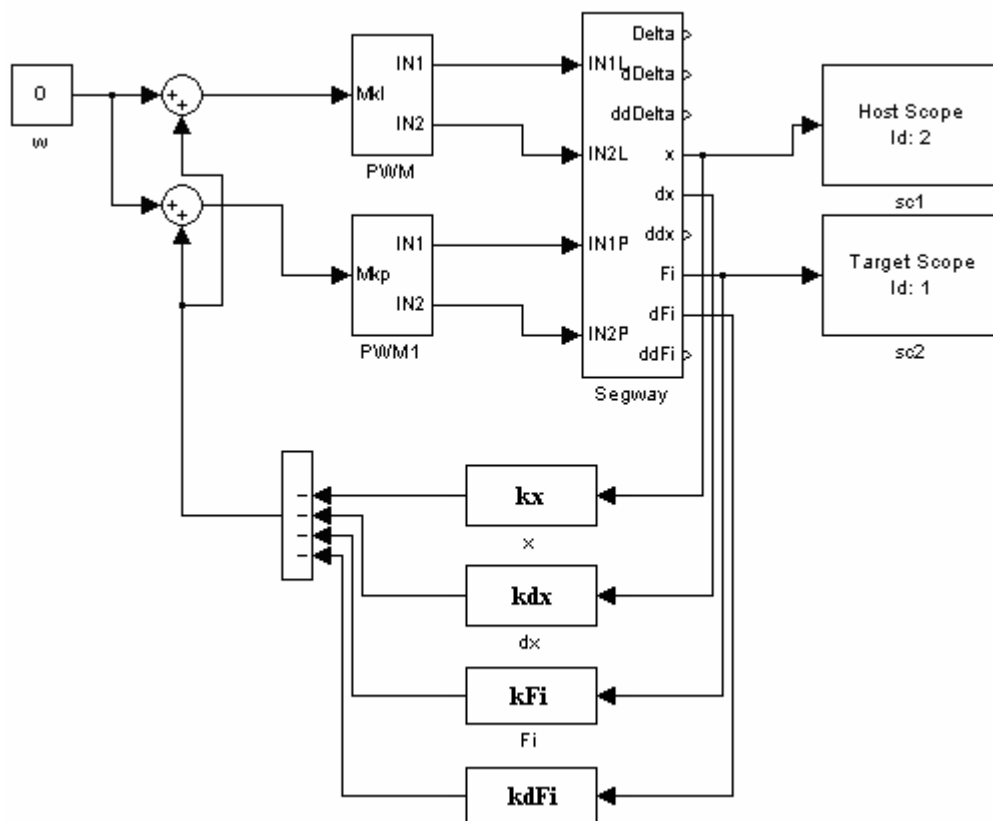 0
w
+
+
+
+
Mkl
IN1
IN2
PWM
Mkp
IN1
IN2
PWM1
IN1L
IN2L
IN1P
IN2P
Delta
dDelta
ddDelta
x
dx
ddx
Fi
dFi
ddFi
Segway
Host Scope
Id: 2
sc1
Target Scope
Id: 1
sc2
−
−
−
−
kx
x
kdx
dx
kFi
Fi
kdFi